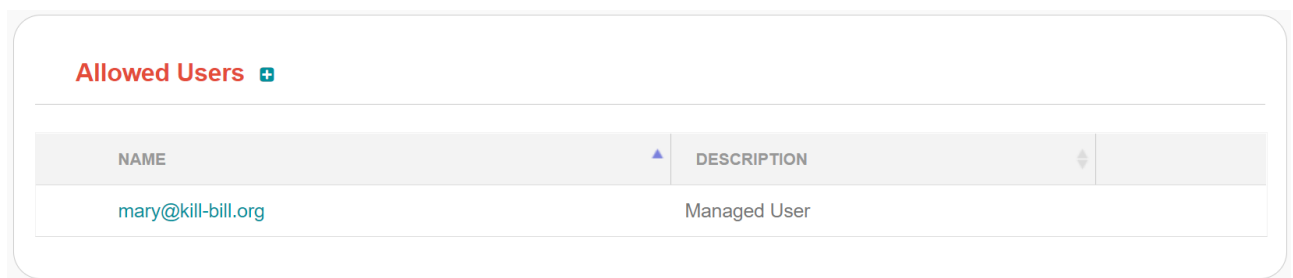 Allowed Users
NAME DESCRIPTION
mary@kill-bill.org Managed User